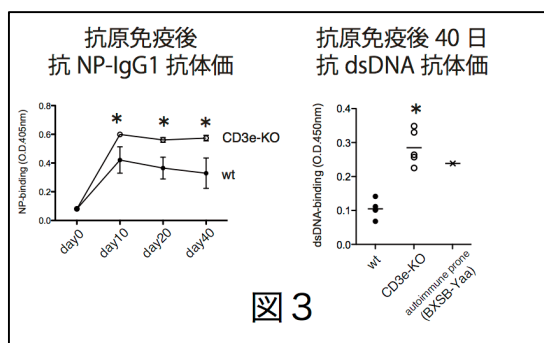 抗原免疫後
抗 NP-IgG1 抗体価
NP-binding (O.D.405nm)
0.8
0.6
0.4
0.2
0.0
*
*
*
CD3e-KO
wt
day0
day10
day20
day40
抗原免疫後 40 日
抗 dsDNA 抗体価
dsDNA-binding (O.D.450nm)
0.4
0.3
0.2
0.1
0.0
*
wt
CD3e-KO
autoimmune prone
(BXSB-Yaa)
図 3